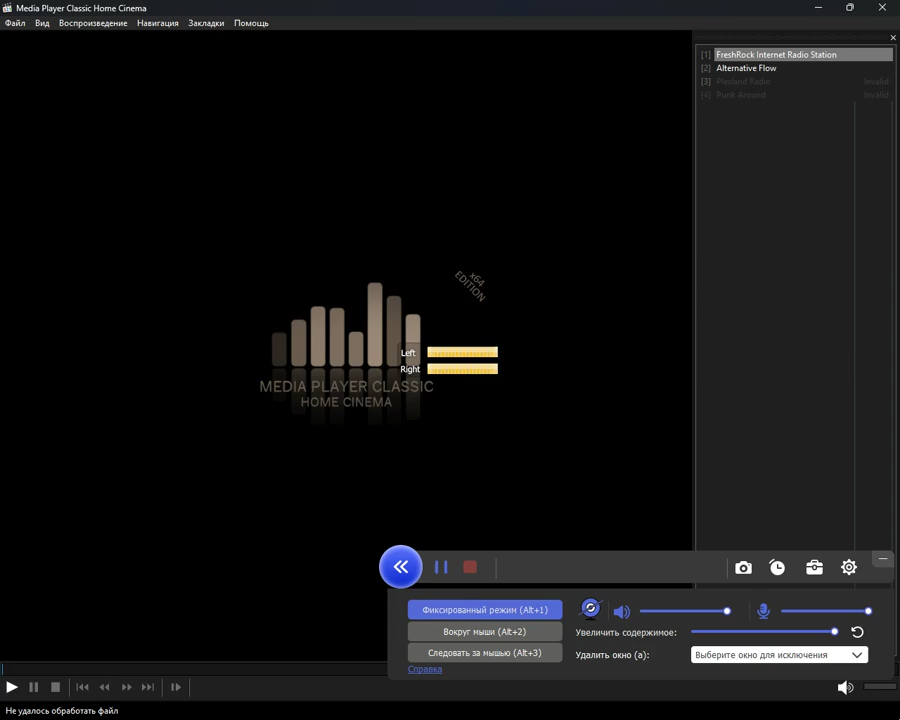 Media Player Classic Home Cinema
Файл Вид Воспроизведение Навигация Закладки Помощь
[1] FreshRock Internet Radio Station
[2] Alternative Flow
[3] Plesland Radio Invalid
[4] Punk Around Invalid
x64
EDITION
Left
Right
MEDIA PLAYER CLASSIC
HOME CINEMA
Фиксированный режим (Alt+1)
Вокруг мыши (Alt+2)
Увеличить содержимое:
Следовать за мышью (Alt+3)
Удалить окно (а):
Выберите окно для исключения
Справка
Не удалось обработать файл